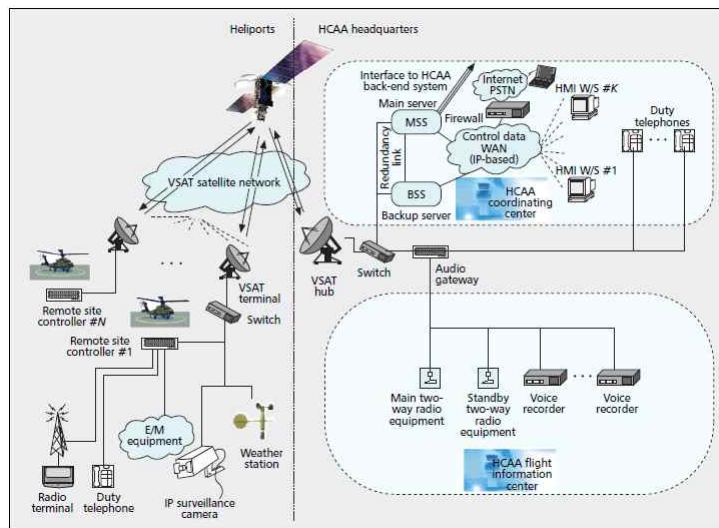 Heliports
HCAA headquarters
Interface to HCAA
back-end system
Main server
MSS
Internet
PSTN
Firewall
HMI W/S #K
Control data
WAN
(IP-based)
Redundancy
link
Duty
telephones
BSS
Backup server
HMI W/S #1
HCAA
coordinating
center
VSAT satellite network
VSAT
terminal
VSAT
hub
Switch
Audio
gateway
Remote site
controller #N
Switch
Remote site
controller #1
E/M
equipment
Radio
terminal
Duty
telephone
IP surveillance
camera
Weather
station
Main two-
way radio
equipment
Standby
two-way
radio
equipment
Voice
recorder
Voice
recorder
HCAA flight
information
center